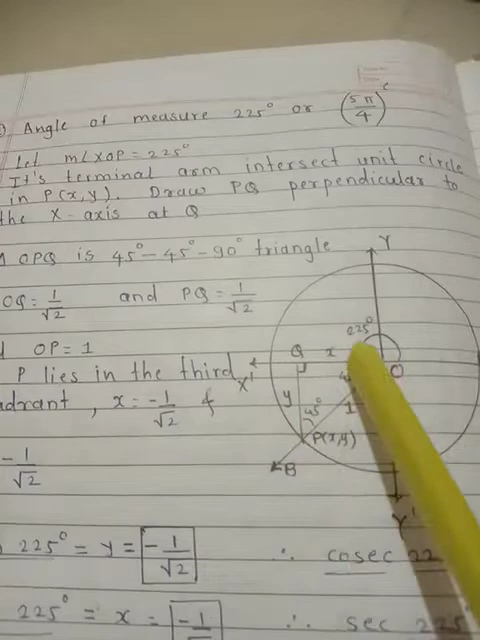 Angle of measure 225° or (5π/4)ᶜ
Let m∠XOP = 225°
It's terminal arm intersect unit circle
in P(x,y). Draw PQ perpendicular to
the X-axis at Q
OPQ is 45°-45°-90° triangle
OQ = 1/√2 and PQ = 1/√2
OP = 1
P lies in the third
x = -1/√2 &
-1/√2
225° = y = -1/√2 ∴ cosec 22
225° = x = -1/ ∴ sec 225°
Y
225°
Q x O
X'
y 45° 1
P(x,y)
B
Y'